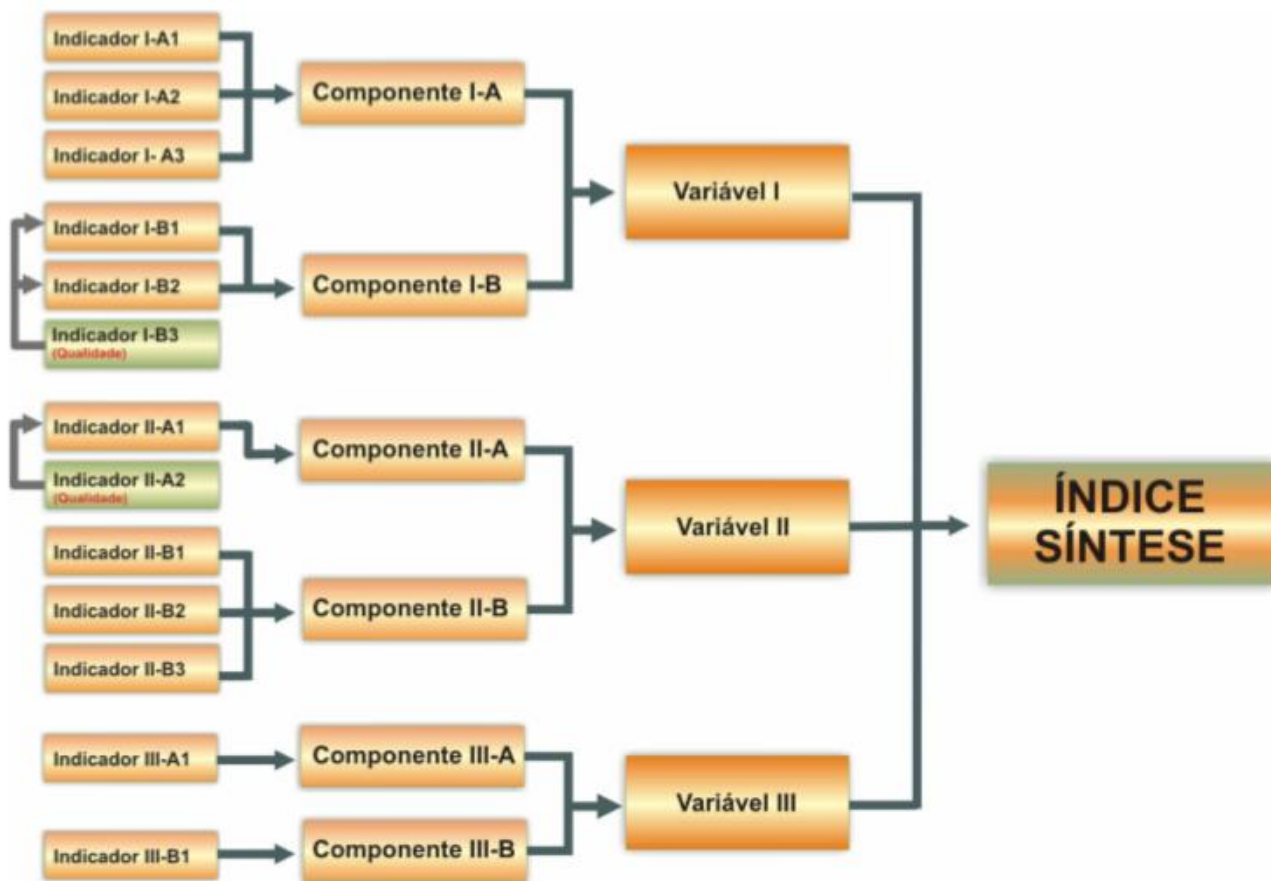 Indicador I-A1
Indicador I-A2
Indicador I- A3
Componente I-A
Indicador I-B1
Indicador I-B2
Indicador I-B3
(Qualidade)
Componente I-B
Variável I
Indicador II-A1
Indicador II-A2
(Qualidade)
Componente II-A
Indicador II-B1
Indicador II-B2
Indicador II-B3
Componente II-B
Variável II
Indicador III-A1
Componente III-A
Indicador III-B1
Componente III-B
Variável III
ÍNDICE
SÍNTESE